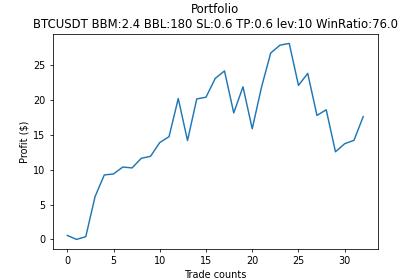 Portfolio
BTCUSDT BBM:2.4 BBL:180 SL:0.6 TP:0.6 lev:10 WinRatio:76.0
Profit ($)
25
20
15
10
5
0
0 5 10 15 20 25 30
Trade counts